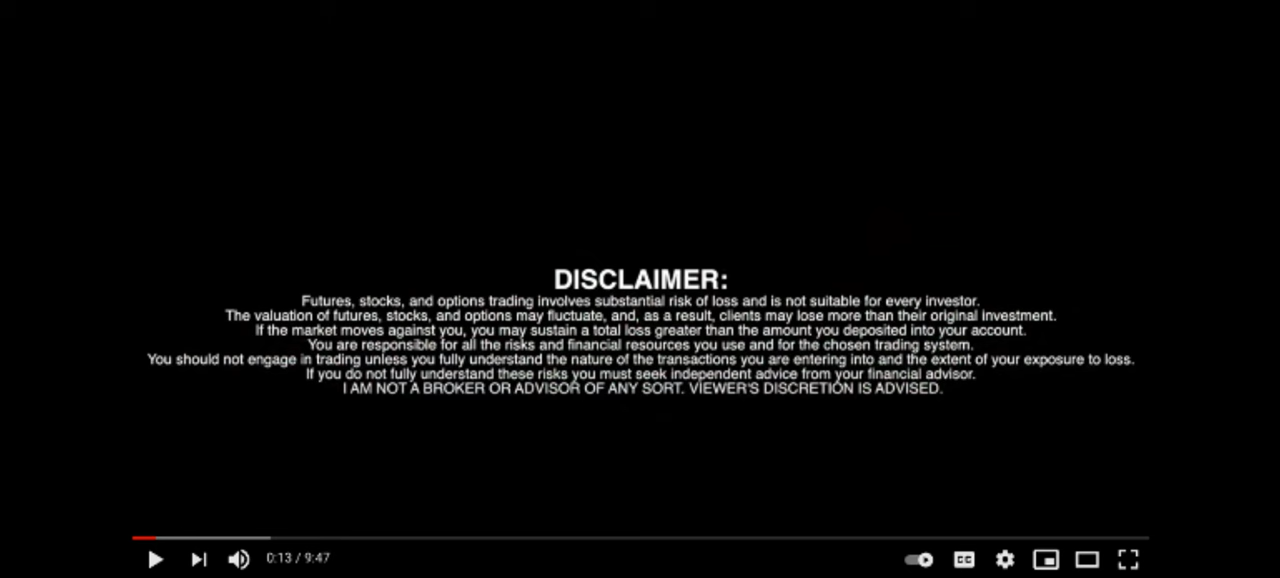 DISCLAIMER:
Futures, stocks, and options trading involves substantial risk of loss and is not suitable for every investor.
The valuation of futures, stocks, and options may fluctuate, and, as a result, clients may lose more than their original investment.
If the market moves against you, you may sustain a total loss greater than the amount you deposited into your account.
You are responsible for all the risks and financial resources you use and for the chosen trading system.
You should not engage in trading unless you fully understand the nature of the transactions you are entering into and the extent of your exposure to loss.
If you do not fully understand these risks you must seek independent advice from your financial advisor.
I AM NOT A BROKER OR ADVISOR OF ANY SORT. VIEWER'S DISCRETION IS ADVISED.
0:13 / 9:47
CC